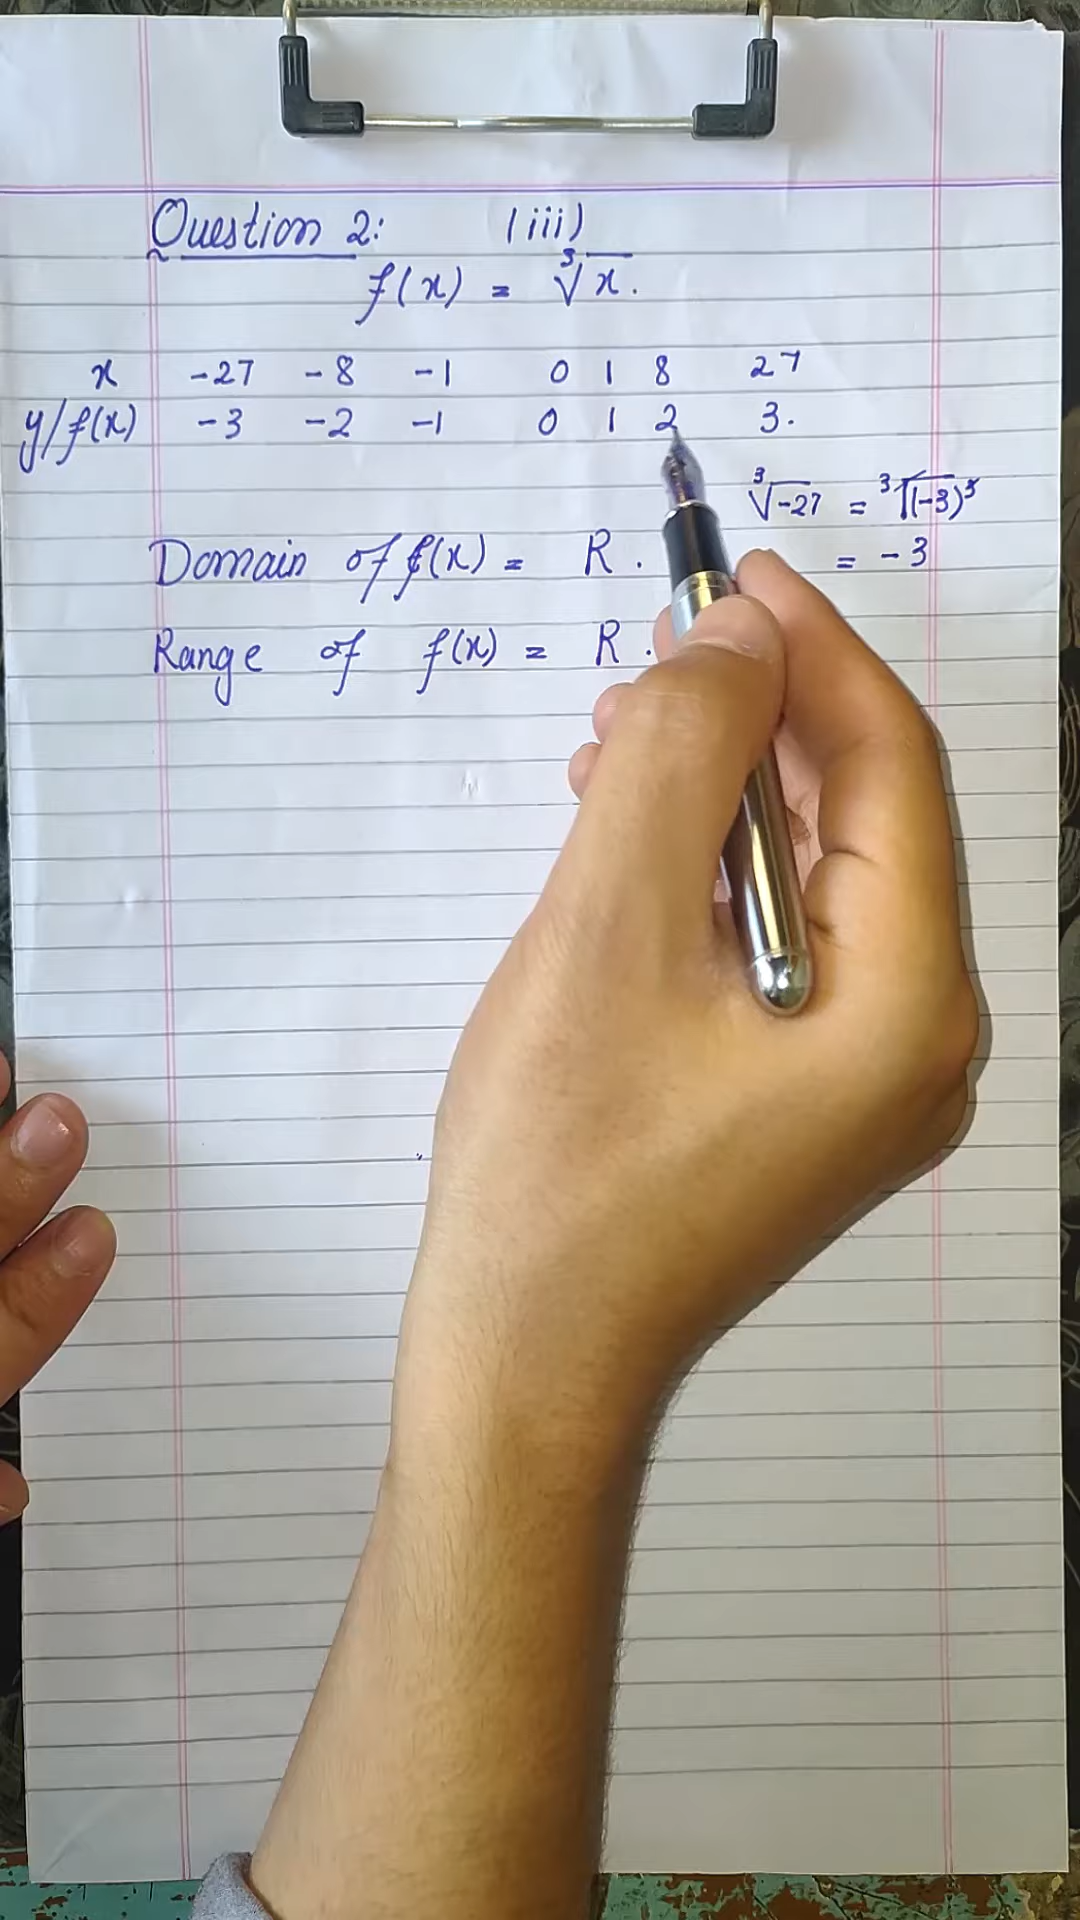 Question 2: (iii)
f(x) = ∛x.
x -27 -8 -1 0 1 8 27
y/f(x) -3 -2 -1 0 1 2 3.
∛-27 = ∛(-3)³
= -3
Domain of f(x) = R.
Range of f(x) = R.